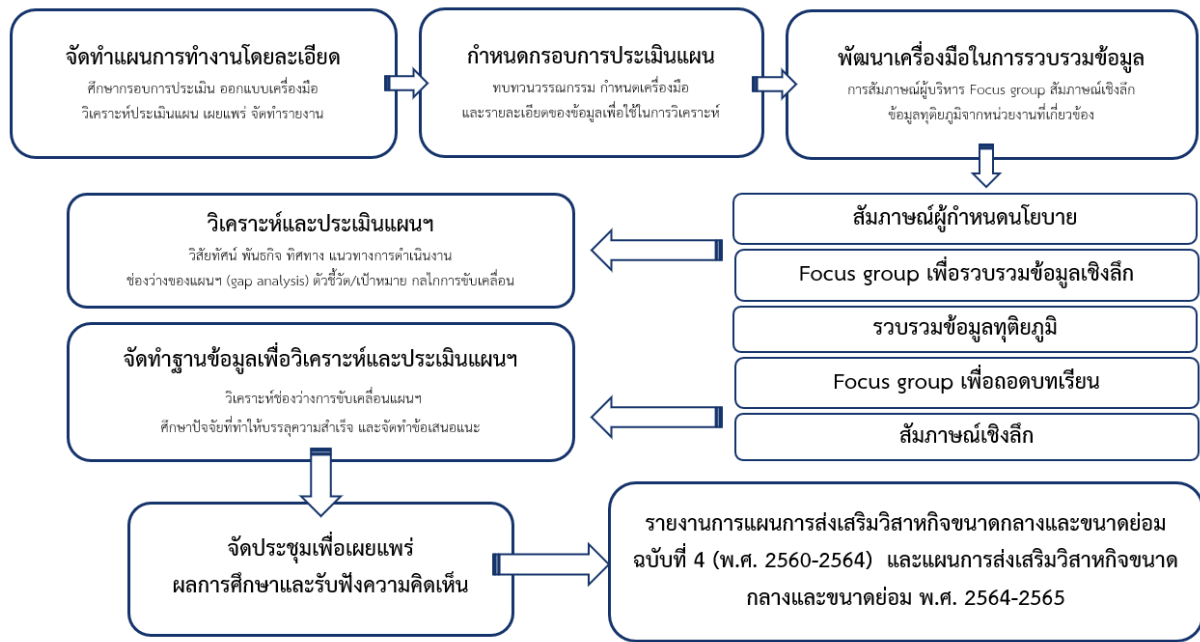 จัดทำแผนการทำงานโดยละเอียด
ศึกษากรอบการประเมิน ออกแบบเครื่องมือ
วิเคราะห์ประเมินแผน เผยแพร่ จัดทำรายงาน
กำหนดกรอบการประเมินแผน
ทบทวนวรรณกรรม กำหนดเครื่องมือ
และรายละเอียดของข้อมูลเพื่อใช้ในการวิเคราะห์
พัฒนาเครื่องมือในการรวบรวมข้อมูล
การสัมภาษณ์ผู้บริหาร Focus group สัมภาษณ์เชิงลึก
ข้อมูลทุติยภูมิจากหน่วยงานที่เกี่ยวข้อง
สัมภาษณ์ผู้กำหนดนโยบาย
Focus group เพื่อรวบรวมข้อมูลเชิงลึก
รวบรวมข้อมูลทุติยภูมิ
Focus group เพื่อถอดบทเรียน
สัมภาษณ์เชิงลึก
วิเคราะห์และประเมินแผนฯ
วิสัยทัศน์ พันธกิจ ทิศทาง แนวทางการดำเนินงาน
ช่องว่างของแผนฯ (gap analysis) ตัวชี้วัด/เป้าหมาย กลไกการขับเคลื่อน
จัดทำฐานข้อมูลเพื่อวิเคราะห์และประเมินแผนฯ
วิเคราะห์ช่องว่างการขับเคลื่อนแผนฯ
ศึกษาปัจจัยที่ทำให้บรรลุความสำเร็จ และจัดทำข้อเสนอแนะ
จัดประชุมเพื่อเผยแพร่
ผลการศึกษาและรับฟังความคิดเห็น
รายงานการแผนการส่งเสริมวิสาหกิจขนาดกลางและขนาดย่อม
ฉบับที่ 4 (พ.ศ. 2560-2564) และแผนการส่งเสริมวิสาหกิจขนาด
กลางและขนาดย่อม พ.ศ. 2564-2565